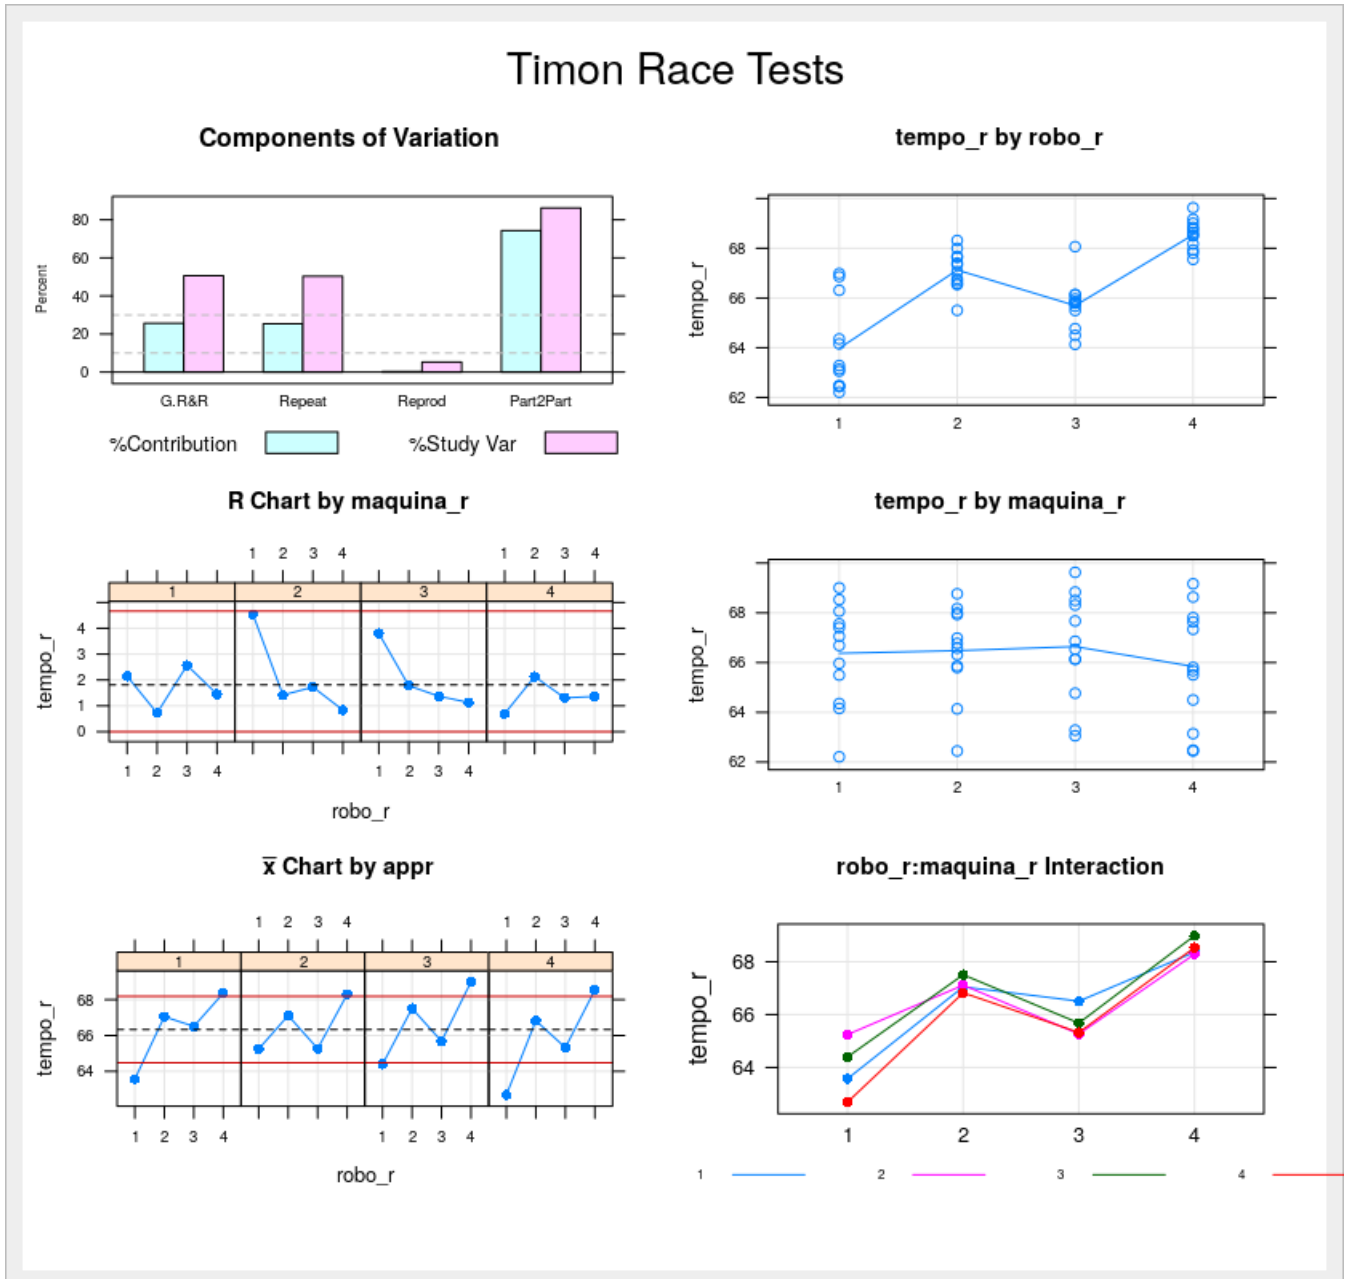 Timon Race Tests
Components of Variation
Percent
80
60
40
20
0
G.R&R Repeat Reprod Part2Part
%Contribution %Study Var
tempo_r by robo_r
tempo_r
68
66
64
62
1 2 3 4
R Chart by maquina_r
1 2 3 4 1 2 3 4
1 2 3 4
tempo_r
4
3
2
1
0
1 2 3 4 1 2 3 4
robo_r
tempo_r by maquina_r
tempo_r
68
66
64
62
1 2 3 4
x̅ Chart by appr
1 2 3 4 1 2 3 4
1 2 3 4
tempo_r
68
66
64
1 2 3 4 1 2 3 4
robo_r
robo_r:maquina_r Interaction
tempo_r
68
66
64
1 2 3 4
1 2 3 4